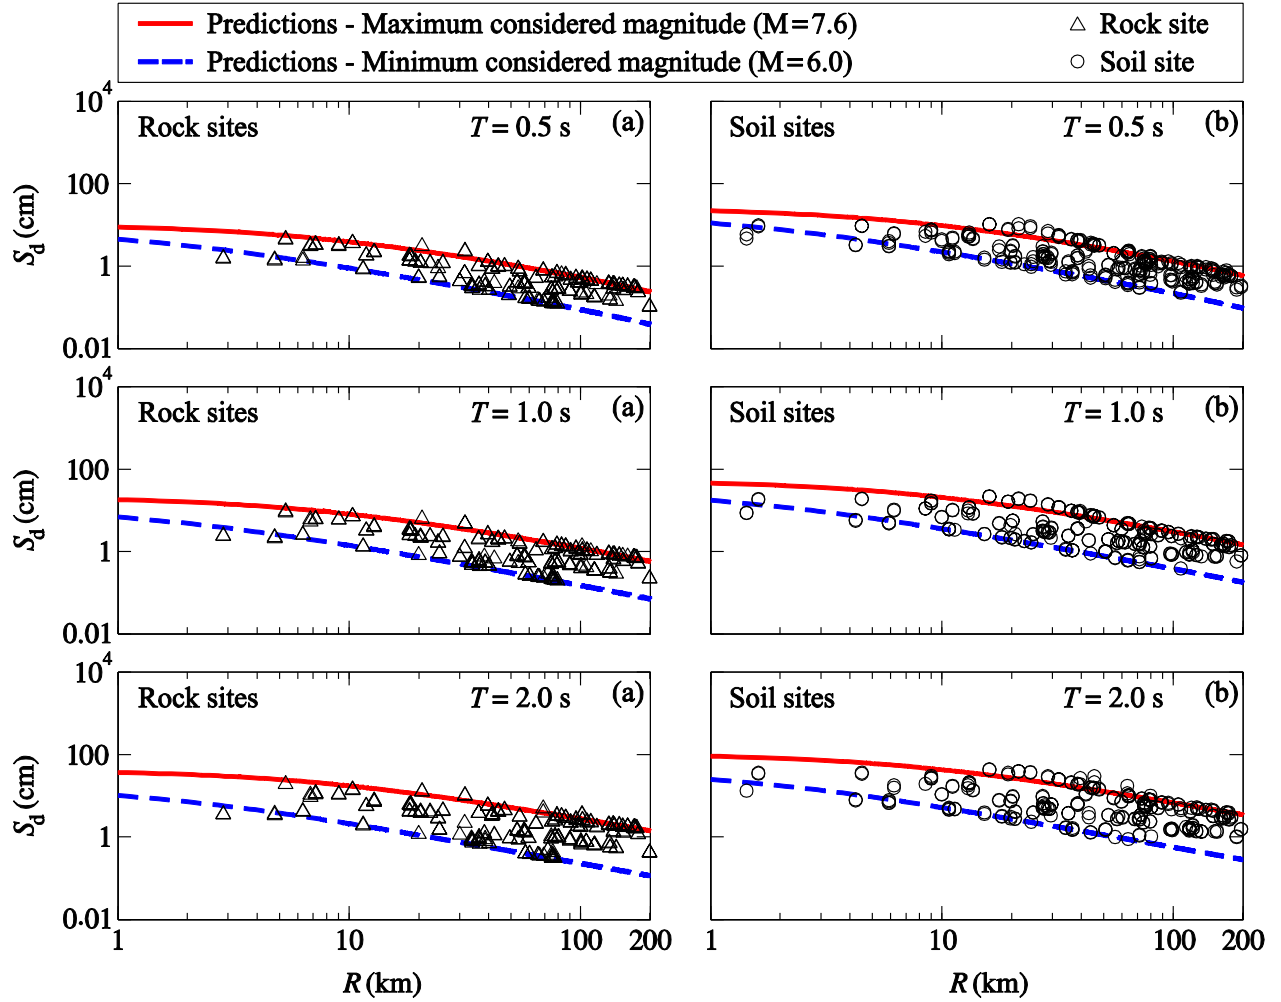 Predictions - Maximum considered magnitude (M=7.6) Rock site
Predictions - Minimum considered magnitude (M=6.0) Soil site
Rock sites T = 0.5 s (a)
Soil sites T = 0.5 s (b)
10^4
100
1
0.01
S_d (cm)
Rock sites T = 1.0 s (a)
Soil sites T = 1.0 s (b)
10^4
100
1
0.01
S_d (cm)
Rock sites T = 2.0 s (a)
Soil sites T = 2.0 s (b)
10^4
100
1
0.01
S_d (cm)
1 10 100 200
1 10 100 200
R (km)
R (km)